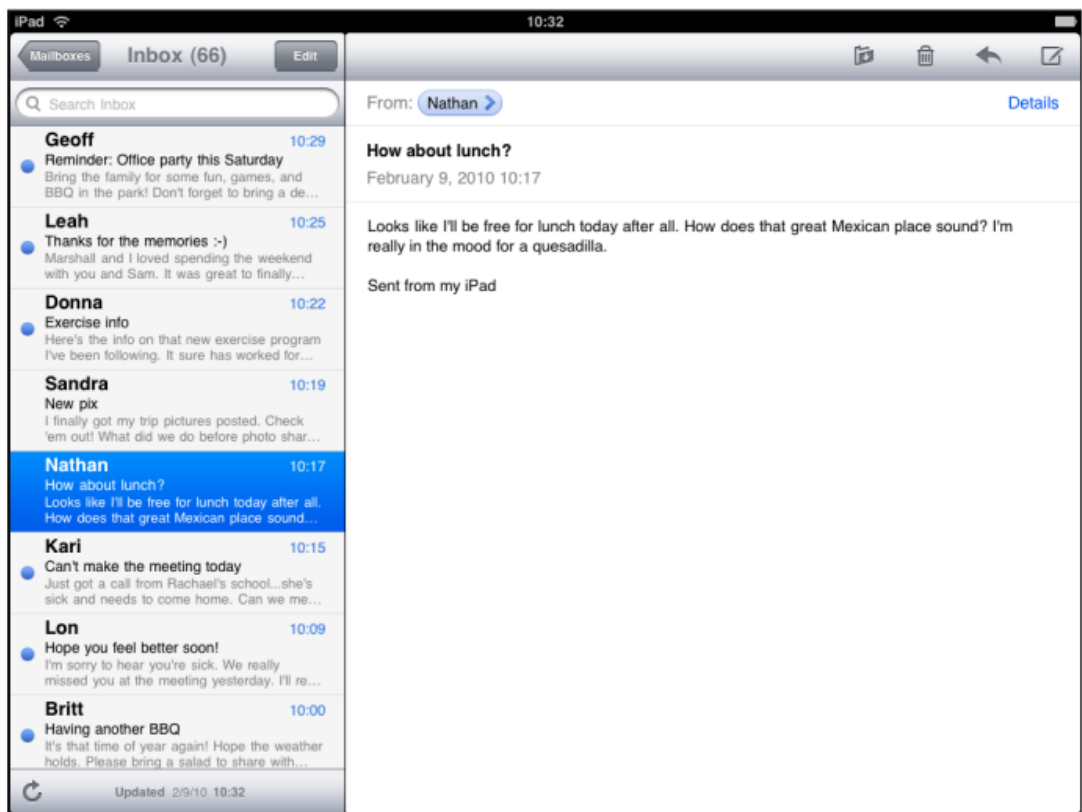 iPad
10:32
Mailboxes
Inbox (66)
Edit
Search Inbox
Geoff 10:29
Reminder: Office party this Saturday
Bring the family for some fun, games, and
BBQ in the park! Don't forget to bring a de...
Leah 10:25
Thanks for the memories :-)
Marshall and I loved spending the weekend
with you and Sam. It was great to finally...
Donna 10:22
Exercise info
Here's the info on that new exercise program
I've been following. It sure has worked for...
Sandra 10:19
New pix
I finally got my trip pictures posted. Check
'em out! What did we do before photo shar...
Nathan 10:17
How about lunch?
Looks like I'll be free for lunch today after all.
How does that great Mexican place sound...
Kari 10:15
Can't make the meeting today
Just got a call from Rachael's school...she's
sick and needs to come home. Can we me...
Lon 10:09
Hope you feel better soon!
I'm sorry to hear you're sick. We really
missed you at the meeting yesterday. I'll re...
Britt 10:00
Having another BBQ
It's that time of year again! Hope the weather
holds. Please bring a salad to share with...
Updated 2/9/10 10:32
From: Nathan
Details
How about lunch?
February 9, 2010 10:17
Looks like I'll be free for lunch today after all. How does that great Mexican place sound? I'm
really in the mood for a quesadilla.
Sent from my iPad